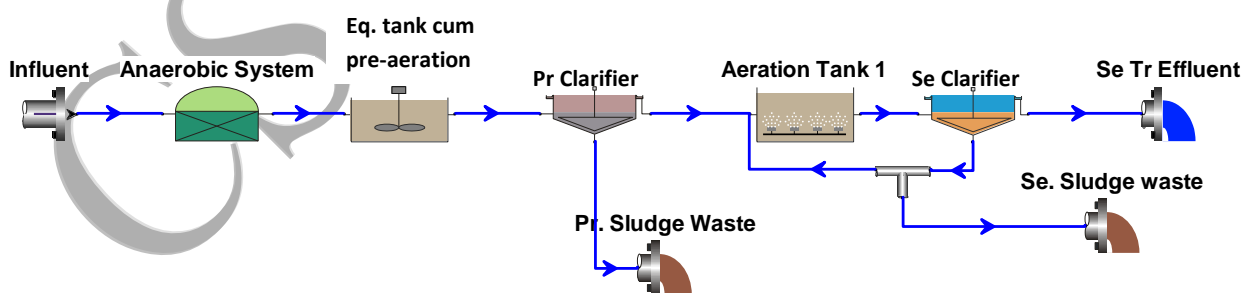 Eq. tank cum
pre-aeration
Influent
Anaerobic System
Pr Clarifier
Aeration Tank 1
Se Clarifier
Se Tr Effluent
Se. Sludge waste
Pr. Sludge Waste